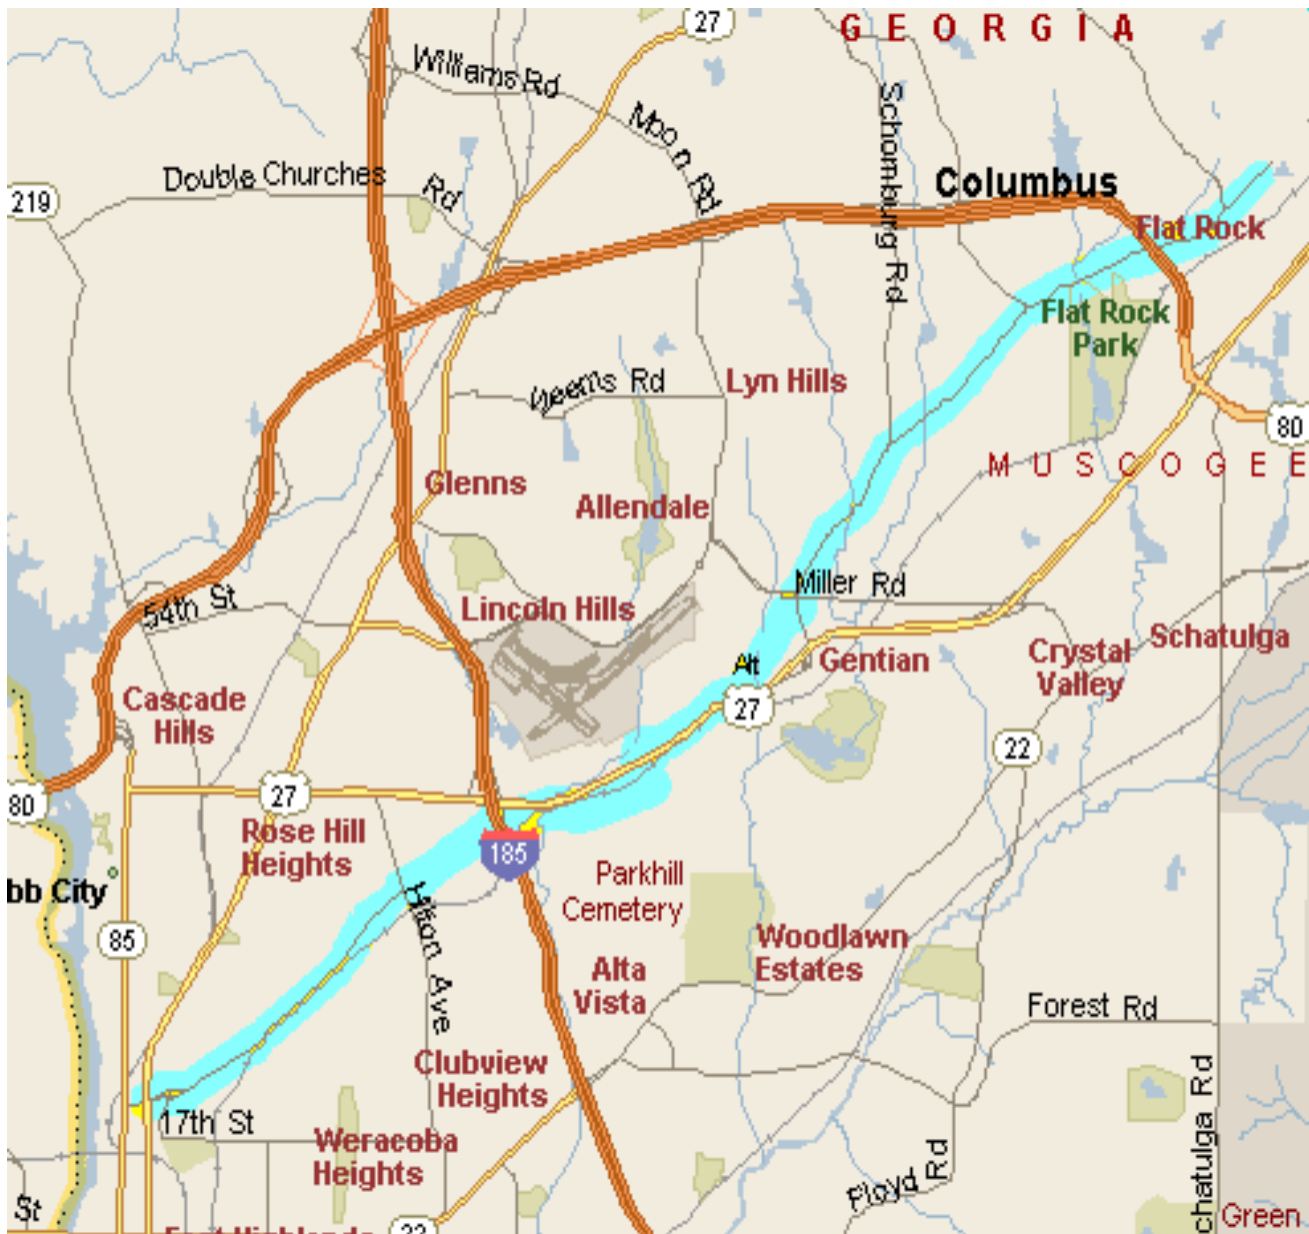 27
GEORGIA
Williams Rd
Moon Rd
Schomburg Rd
Double Churches Rd
Columbus
219
Flat Rock
Flat Rock
Park
Rd
Lyn Hills
80
MUSCOGEE
Glenns
Allendale
Miller Rd
54th St
Lincoln Hills
Gentian
Crystal
Valley
Schatulga
Alt
27
Cascade
Hills
22
80
27
Rose Hill
Heights
185
Parkhill
Cemetery
bb City
Hilton Ave
85
Woodlawn
Estates
Alta
Vista
Forest Rd
Clubview
Heights
chatulga Rd
17th St
Weracoba
Heights
Floyd Rd
St
Green